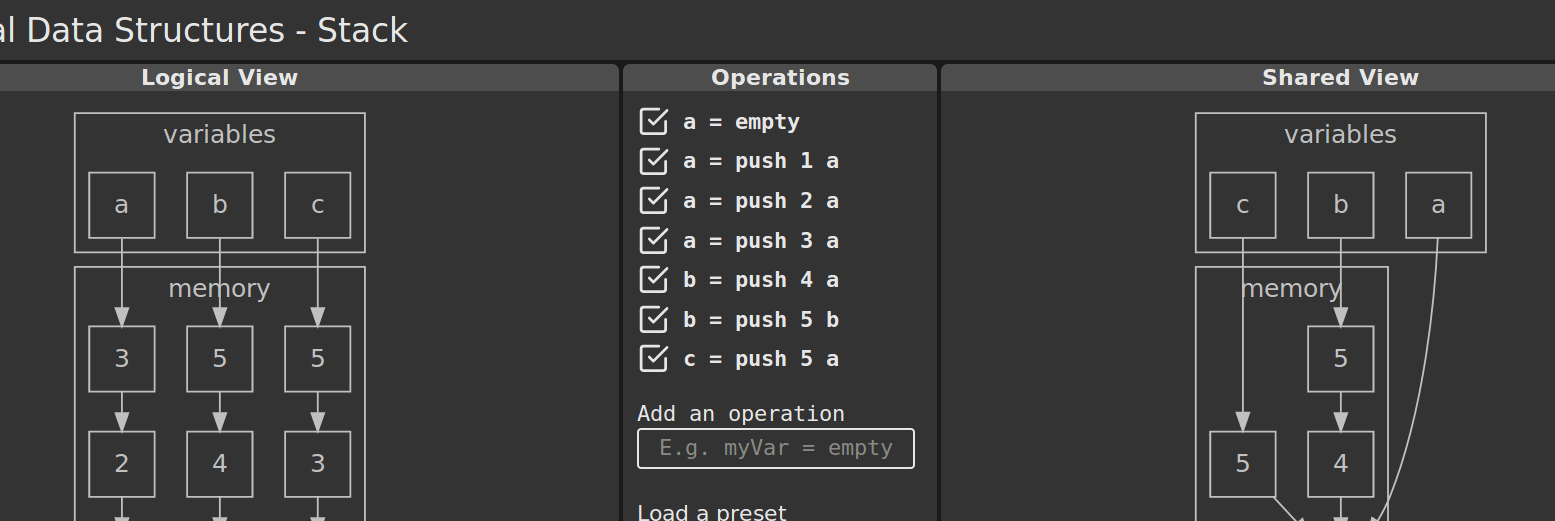 al Data Structures - Stack
Logical View
variables
a b c
memory
3 5 5
2 4 3
Operations
a = empty
a = push 1 a
a = push 2 a
a = push 3 a
b = push 4 a
b = push 5 b
c = push 5 a
Add an operation
E.g. myVar = empty
Load a preset
Shared View
variables
c b a
memory
5
5 4